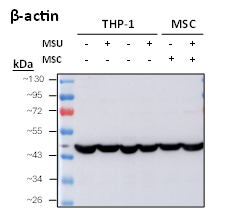 β-actin
THP-1 MSC
MSU - + - + - +
MSC - - - - + +
kDa
~130
~95
~72
~55
~43
~34
~26